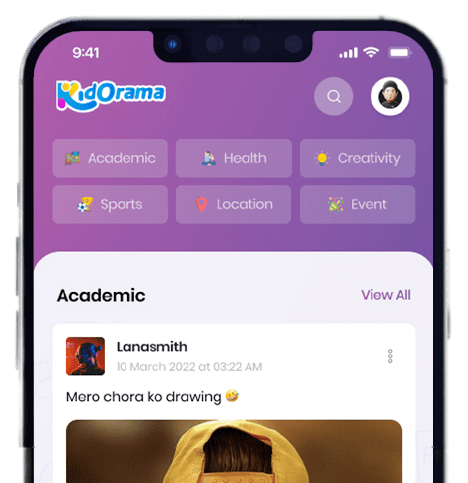 9:41
KidOrama
Academic
Health
Creativity
Sports
Location
Event
Academic
View All
Lanasmith
10 March 2022 at 03:22 AM
Mero chora ko drawing 🤣